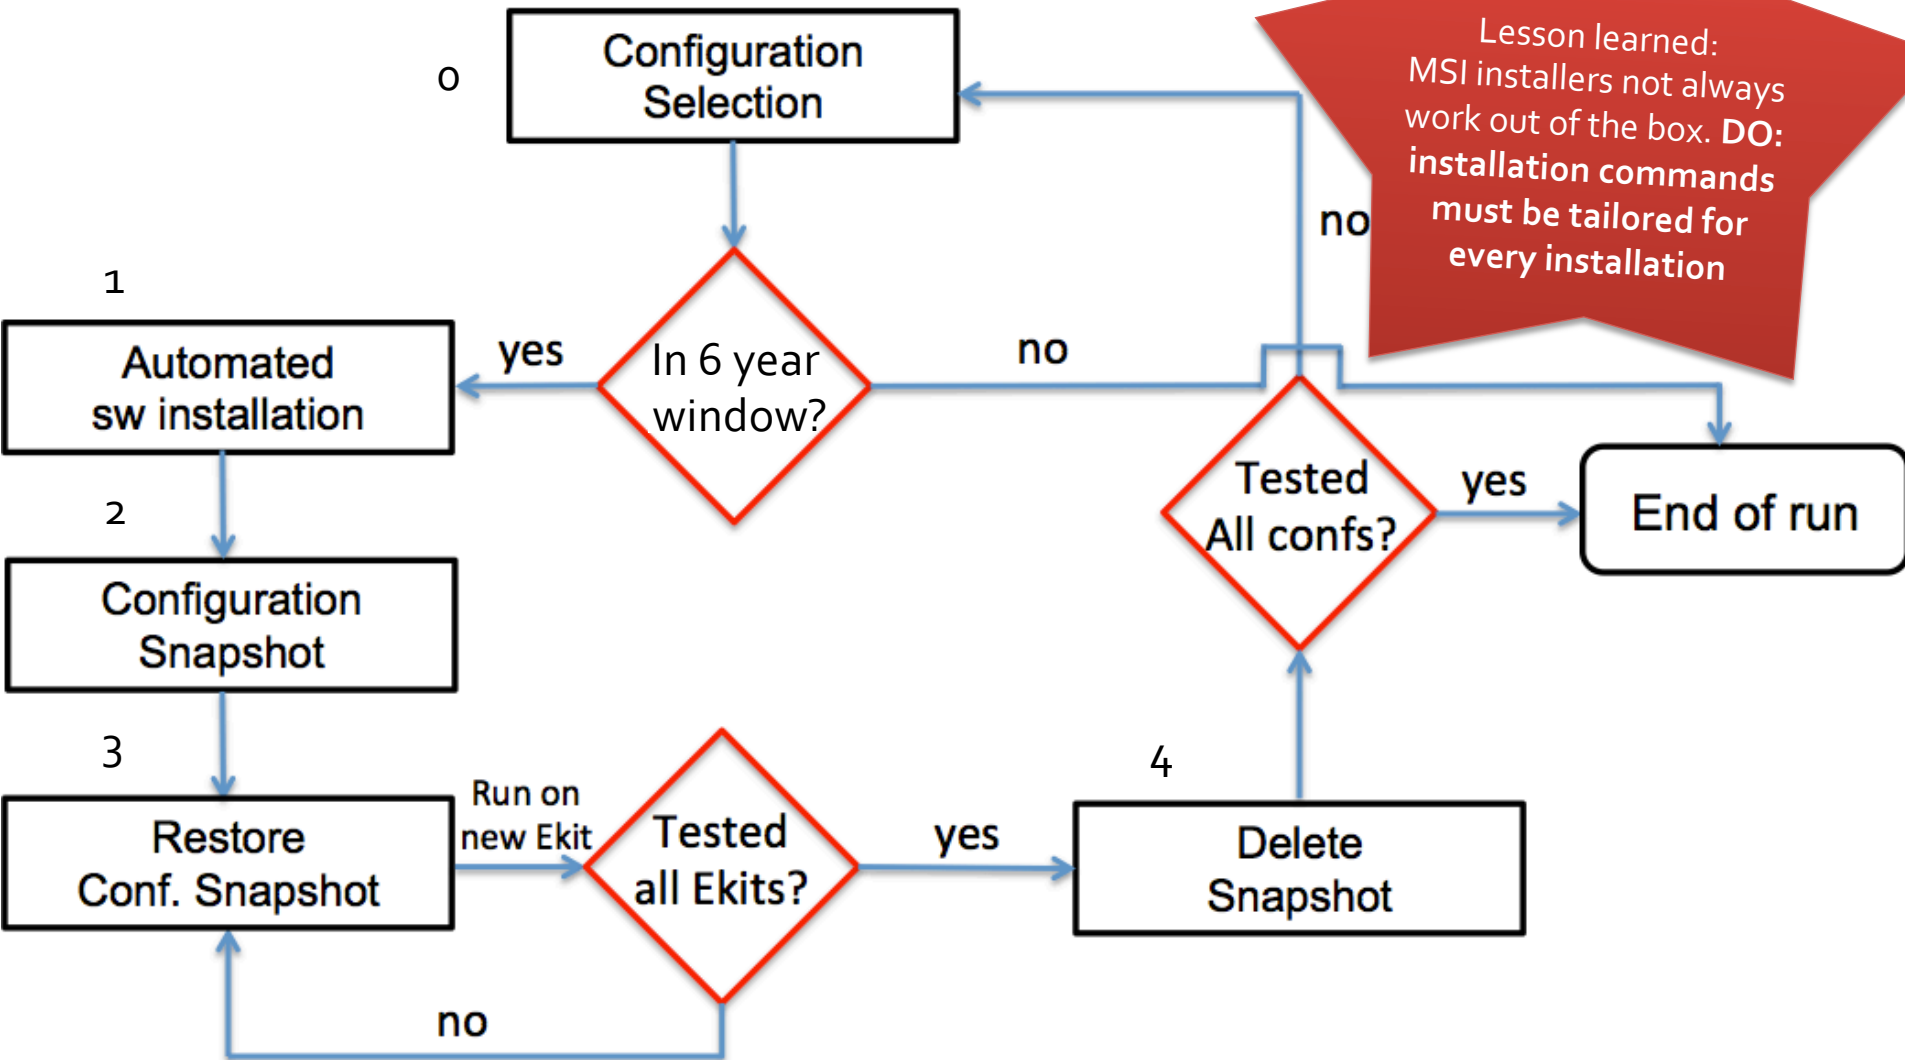 0
Configuration
Selection
Lesson learned:
MSI installers not always
work out of the box. DO:
installation commands
must be tailored for
every installation
no
1
Automated
sw installation
yes
In 6 year
window?
no
2
Configuration
Snapshot
Tested
All confs?
yes
End of run
3
Restore
Conf. Snapshot
Run on
new Ekit
Tested
all Ekits?
yes
4
Delete
Snapshot
no